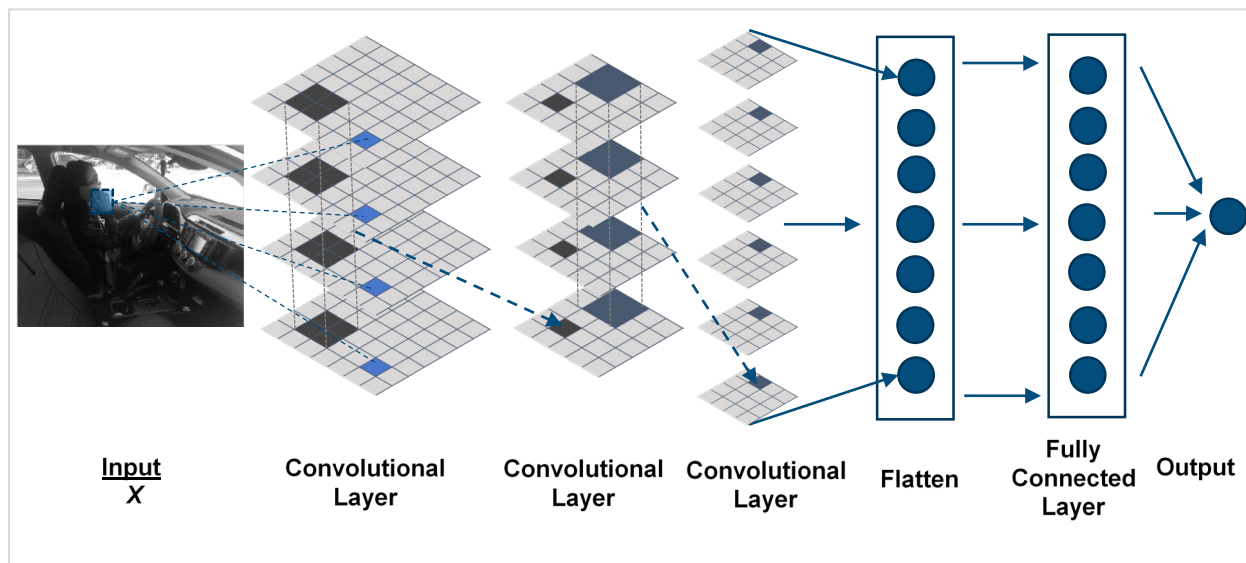 Input
X
Convolutional
Layer
Convolutional
Layer
Convolutional
Layer
Flatten
Fully
Connected
Layer
Output